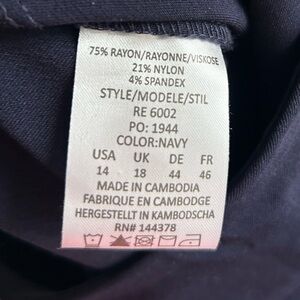 75% RAYON/RAYONNE/VISKOSE
21% NYLON
4% SPANDEX
STYLE/MODELE/STIL
RE 6002
PO: 1944
COLOR:NAVY
USA UK DE FR
14 18 44 46
MADE IN CAMBODIA
FABRIQUE EN CAMBODGE
HERGESTELLT IN KAMBODSCHA
RN# 144378